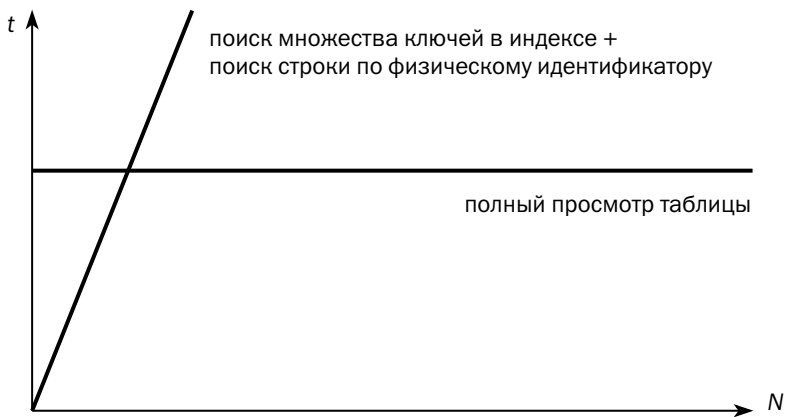 t
поиск множества ключей в индексе +
поиск строки по физическому идентификатору
полный просмотр таблицы
N